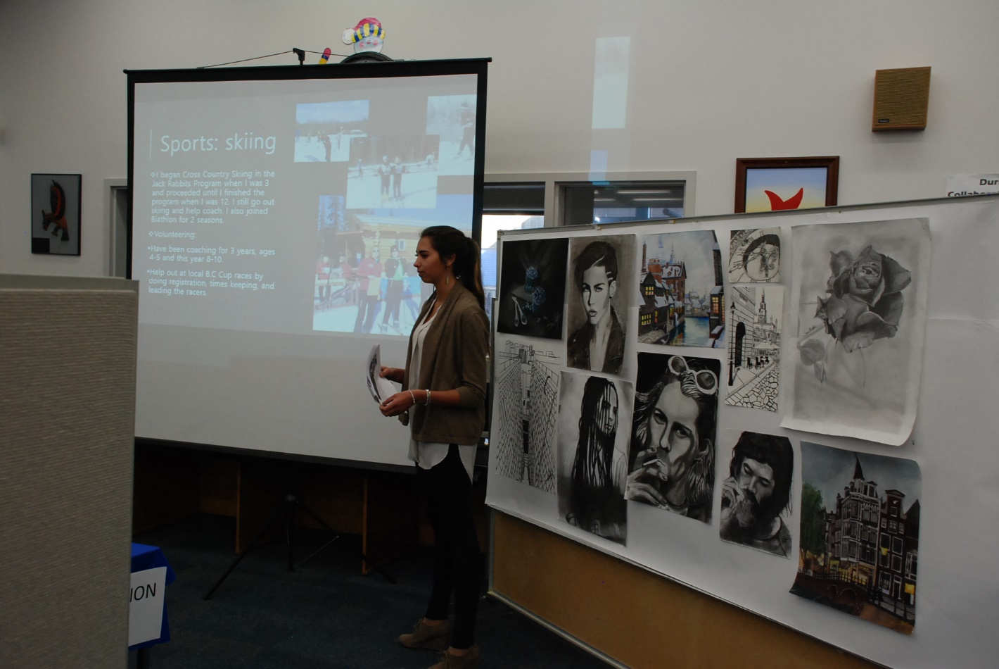 Sports: skiing
❖I began Cross Country Skiing in the
Jack Rabbits Program when I was 3
and proceeded until I finished the
program when I was 12. I still go out
skiing and help coach. I also joined
Biathlon for 2 seasons.
❖Volunteering:
•Have been coaching for 3 years, ages
4-5 and this year 8-10.
•Help out at local B.C Cup races by
doing registration, times keeping, and
leading the racers.
Dur
Collabora
ION